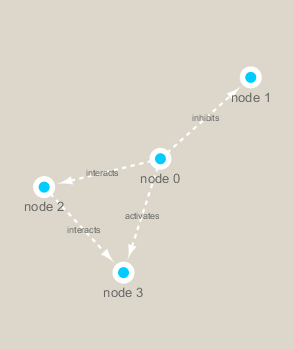 node 1
inhibits
interacts
node 0
node 2
activates
interacts
node 3